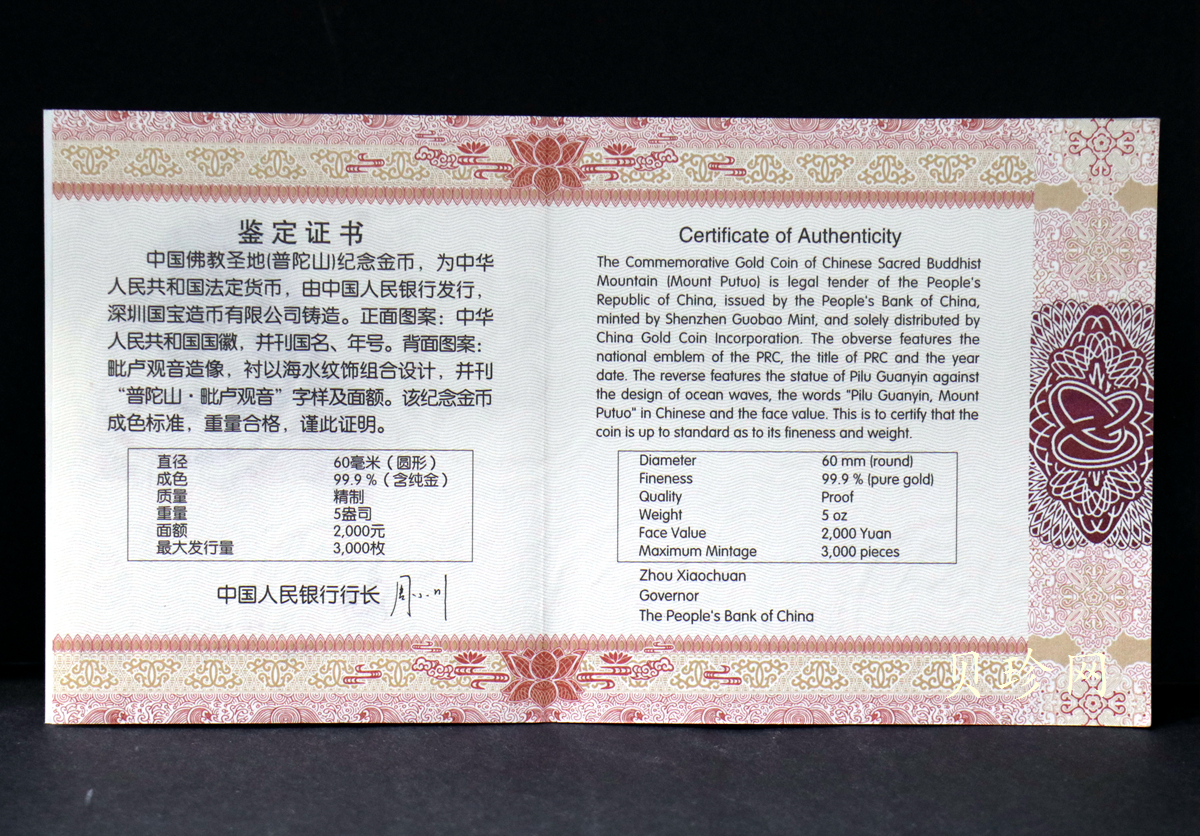 鉴定证书
中国佛教圣地(普陀山)纪念金币，为中华
人民共和国法定货币，由中国人民银行发行，
深圳国宝造币有限公司铸造。正面图案：中华
人民共和国国徽，并刊国名、年号。背面图案：
毗卢观音造像，衬以海水纹饰组合设计，并刊
“普陀山·毗卢观音”字样及面额。该纪念金币
成色标准，重量合格，谨此证明。
直径 60毫米（圆形）
成色 99.9％（含纯金）
质量 精制
重量 5盎司
面额 2,000元
最大发行量 3,000枚
中国人民银行行长 周小川
Certificate of Authenticity
The Commemorative Gold Coin of Chinese Sacred Buddhist
Mountain (Mount Putuo) is legal tender of the People's
Republic of China, issued by the People's Bank of China,
minted by Shenzhen Guobao Mint, and solely distributed by
China Gold Coin Incorporation. The obverse features the
national emblem of the PRC, the title of PRC and the year
date. The reverse features the statue of Pilu Guanyin against
the design of ocean waves, the words "Pilu Guanyin, Mount
Putuo" in Chinese and the face value. This is to certify that the
coin is up to standard as to its fineness and weight.
Diameter 60 mm (round)
Fineness 99.9 % (pure gold)
Quality Proof
Weight 5 oz
Face Value 2,000 Yuan
Maximum Mintage 3,000 pieces
Zhou Xiaochuan
Governor
The People's Bank of China
贝珍网